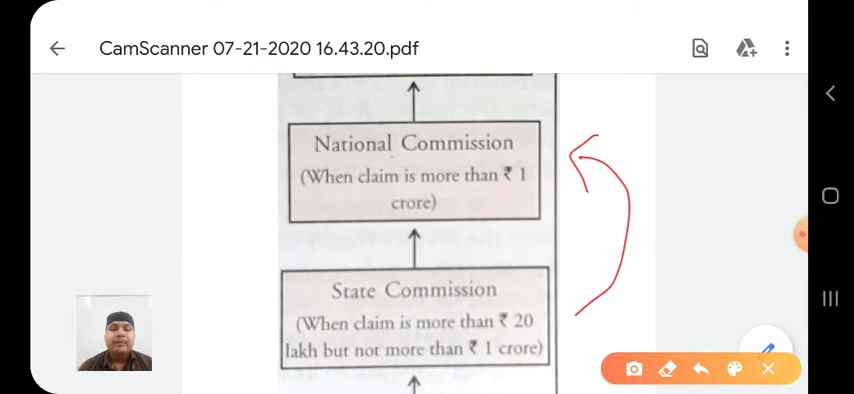 CamScanner 07-21-2020 16.43.20.pdf
National Commission
(When claim is more than ₹ 1
crore)
State Commission
(When claim is more than ₹ 20
lakh but not more than ₹ 1 crore)